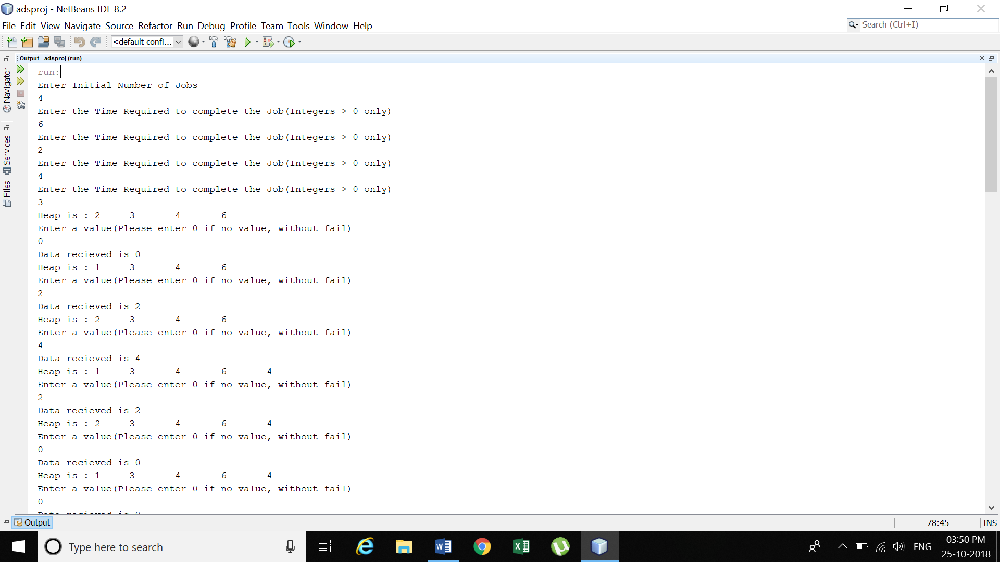 adsproj - NetBeans IDE 8.2
File Edit View Navigate Source Refactor Run Debug Profile Team Tools Window Help
Search (Ctrl+I)
<default confi...
Output - adsproj (run)
Navigator
Services
Files
run:
Enter Initial Number of Jobs
4
Enter the Time Required to complete the Job(Integers > 0 only)
6
Enter the Time Required to complete the Job(Integers > 0 only)
2
Enter the Time Required to complete the Job(Integers > 0 only)
4
Enter the Time Required to complete the Job(Integers > 0 only)
3
Heap is : 2 3 4 6
Enter a value(Please enter 0 if no value, without fail)
0
Data recieved is 0
Heap is : 1 3 4 6
Enter a value(Please enter 0 if no value, without fail)
2
Data recieved is 2
Heap is : 2 3 4 6
Enter a value(Please enter 0 if no value, without fail)
4
Data recieved is 4
Heap is : 1 3 4 6 4
Enter a value(Please enter 0 if no value, without fail)
2
Data recieved is 2
Heap is : 2 3 4 6 4
Enter a value(Please enter 0 if no value, without fail)
0
Data recieved is 0
Heap is : 1 3 4 6 4
Enter a value(Please enter 0 if no value, without fail)
0
Data recieved is 0
Output
78:45
INS
Type here to search
ENG
03:50 PM
25-10-2018